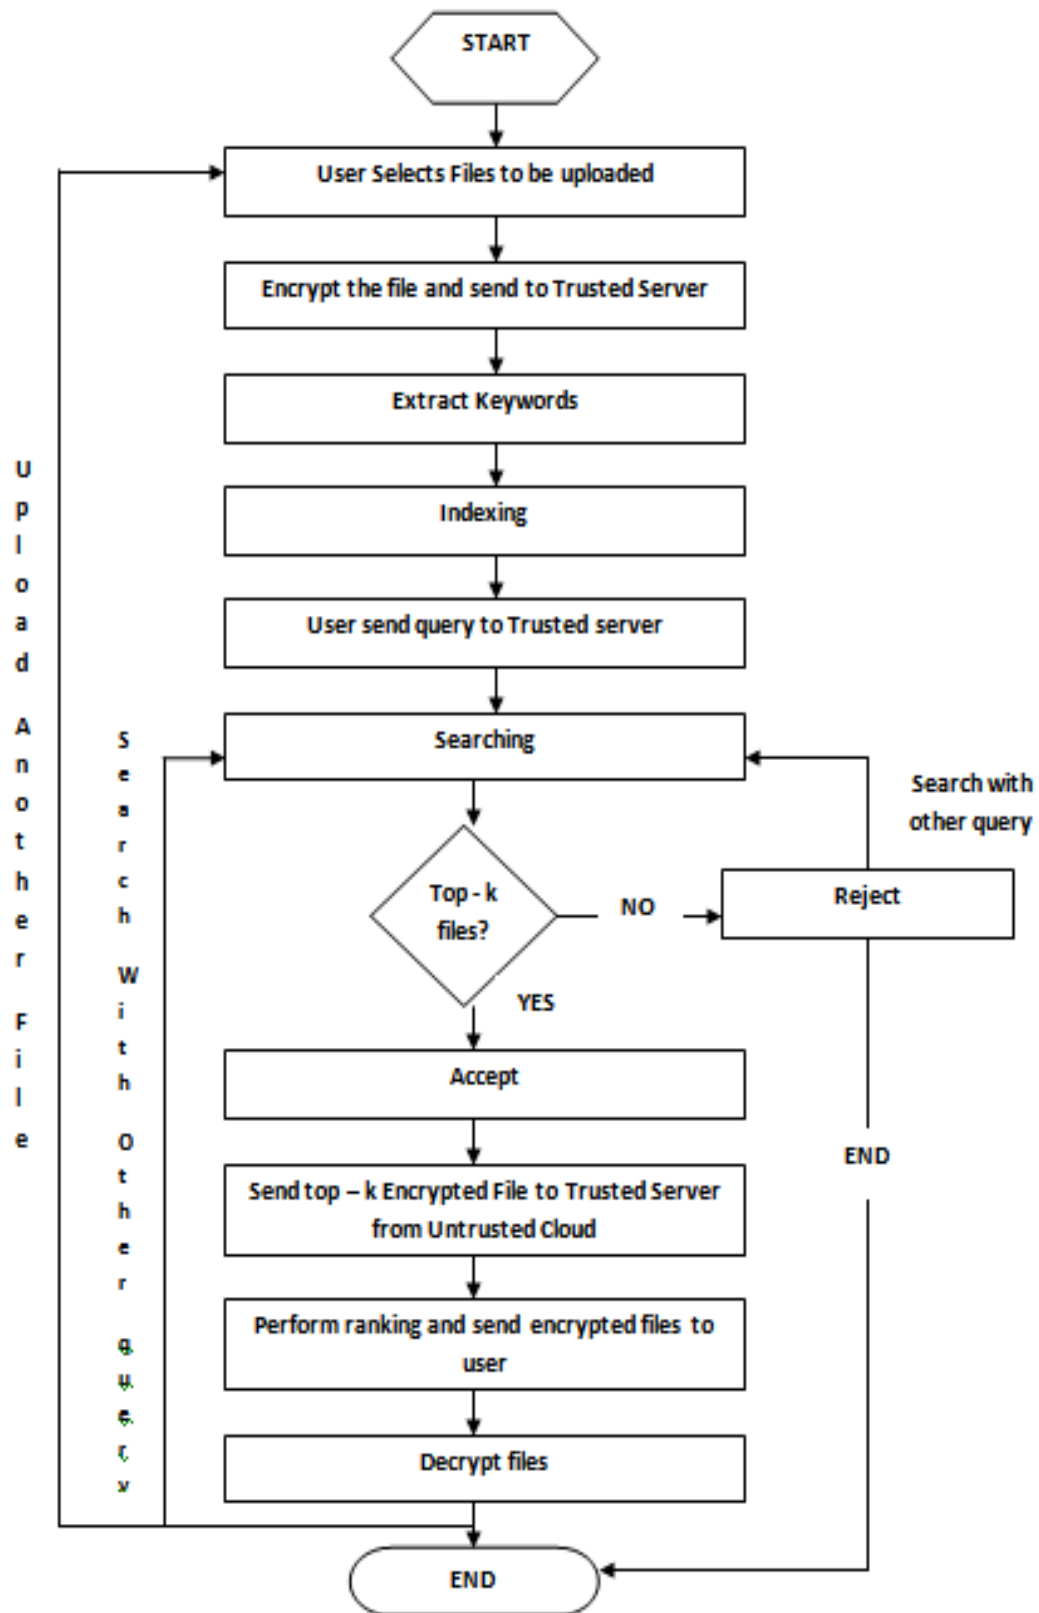 START
User Selects Files to be uploaded
Encrypt the file and send to Trusted Server
Extract Keywords
Indexing
User send query to Trusted server
Searching
Search with
other query
Top - k
files?
NO
Reject
YES
Accept
END
Send top – k Encrypted File to Trusted Server
from Untrusted Cloud
Perform ranking and send encrypted files to
user
Decrypt files
END
Upload Another File
Search With Other query